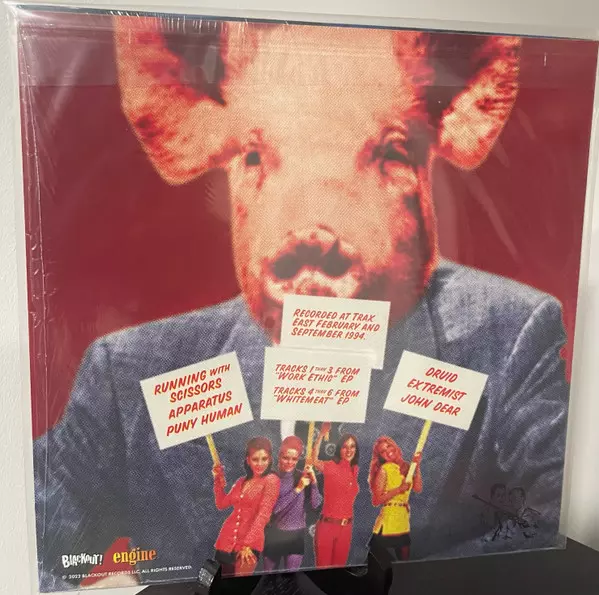 RECORDED AT TRAX
EAST FEBRUARY AND
SEPTEMBER 1994.
RUNNING WITH
SCISSORS
APPARATUS
PUNY HUMAN
TRACKS 1 THRU 3 FROM
"WORK ETHIC" EP
TRACKS 4 THRU 6 FROM
"WHITEMEAT" EP
DRUID
EXTREMIST
JOHN DEAR
BLACKOUT! engine
© 2022 BLACKOUT RECORDS LLC, ALL RIGHTS RESERVED.